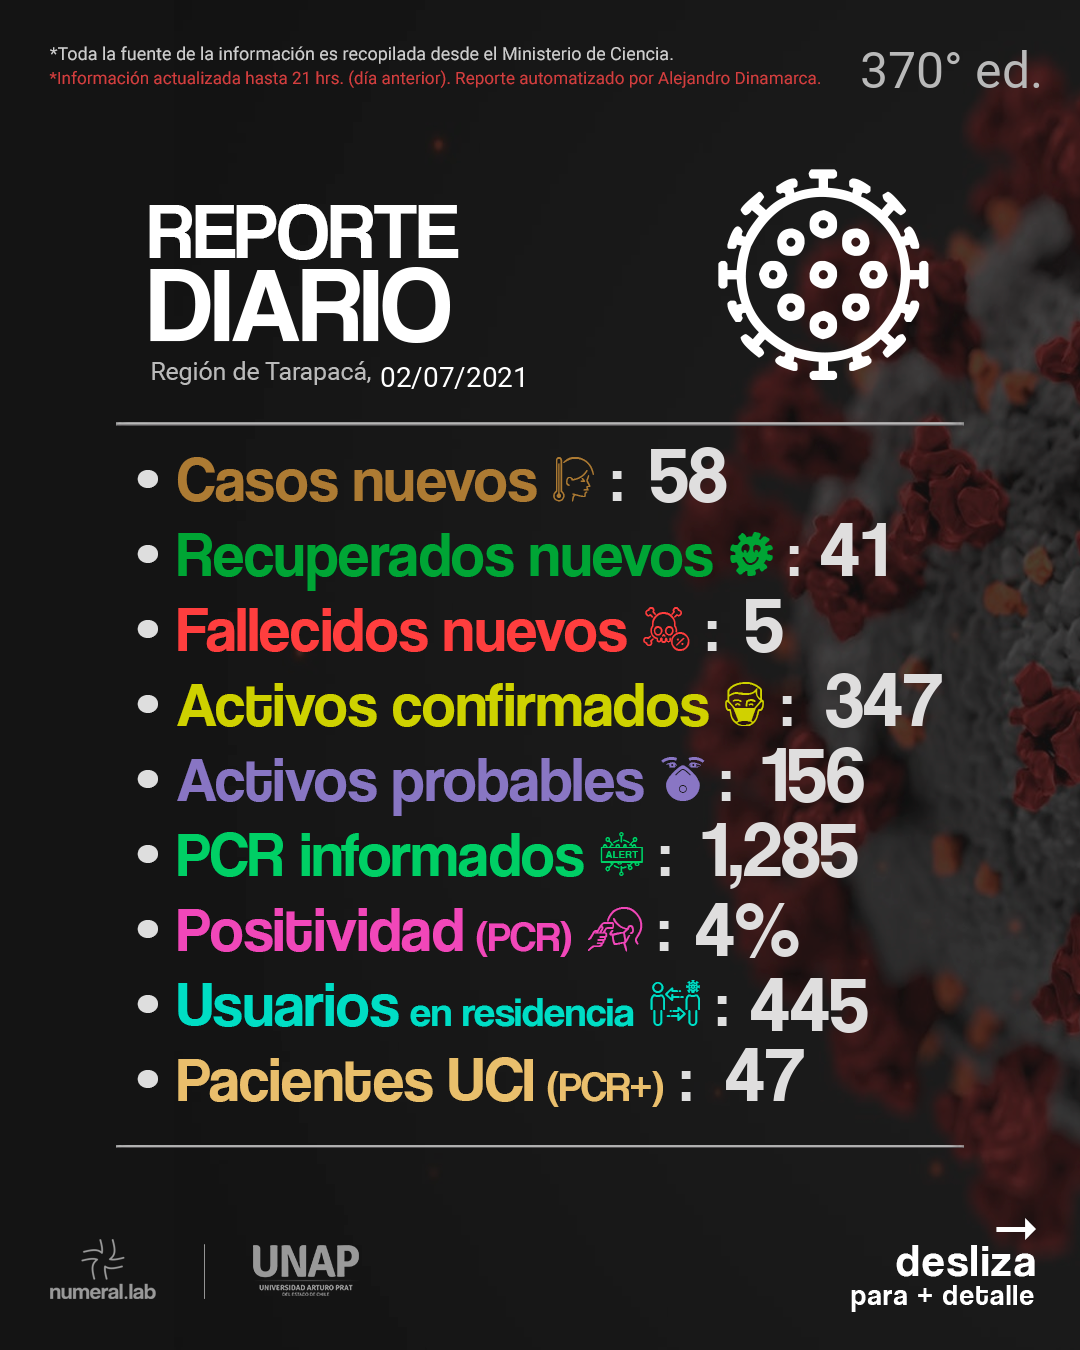 *Toda la fuente de la información es recopilada desde el Ministerio de Ciencia.
*Información actualizada hasta 21 hrs. (día anterior). Reporte automatizado por Alejandro Dinamarca.
370° ed.
REPORTE
DIARIO
Región de Tarapacá, 02/07/2021
• Casos nuevos : 58
• Recuperados nuevos : 41
• Fallecidos nuevos : 5
• Activos confirmados : 347
• Activos probables : 156
• PCR informados ALERT : 1,285
• Positividad (PCR) : 4%
• Usuarios en residencia : 445
• Pacientes UCI (PCR+) : 47
numeral.lab
UNAP
UNIVERSIDAD ARTURO PRAT
DEL ESTADO DE CHILE
desliza
para + detalle